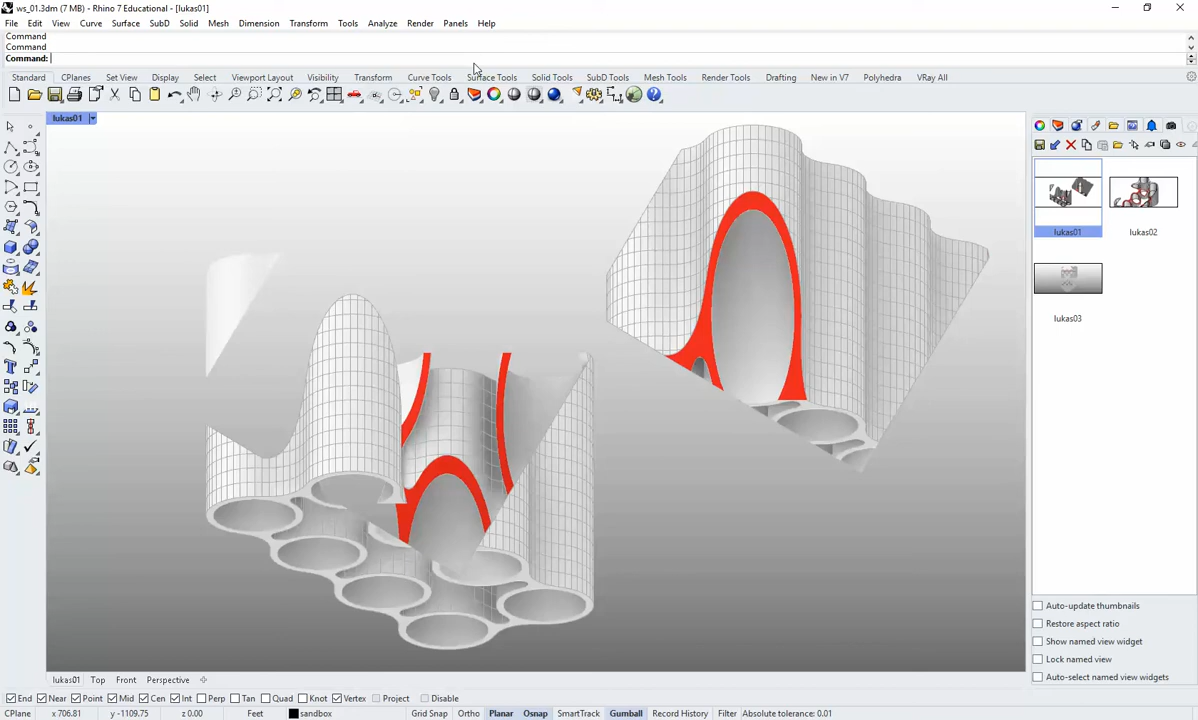 ws_01.3dm (7 MB) - Rhino 7 Educational - [lukas01]
File Edit View Curve Surface SubD Solid Mesh Dimension Transform Tools Analyze Render Panels Help
Command
Command
Command:
Standard CPlanes Set View Display Select Viewport Layout Visibility Transform Curve Tools Surface Tools Solid Tools SubD Tools Mesh Tools Render Tools Drafting New in V7 Polyhedra VRay All
lukas01
lukas01 lukas02
lukas03
Auto-update thumbnails
Restore aspect ratio
Show named view widget
Lock named view
Auto-select named view widgets
lukas01 Top Front Perspective
End Near Point Mid Cen Int Perp Tan Quad Knot Vertex Project Disable
CPlane x 706.81 y -1109.75 z 0.00 Feet sandbox Grid Snap Ortho Planar Osnap SmartTrack Gumball Record History Filter Absolute tolerance: 0.01